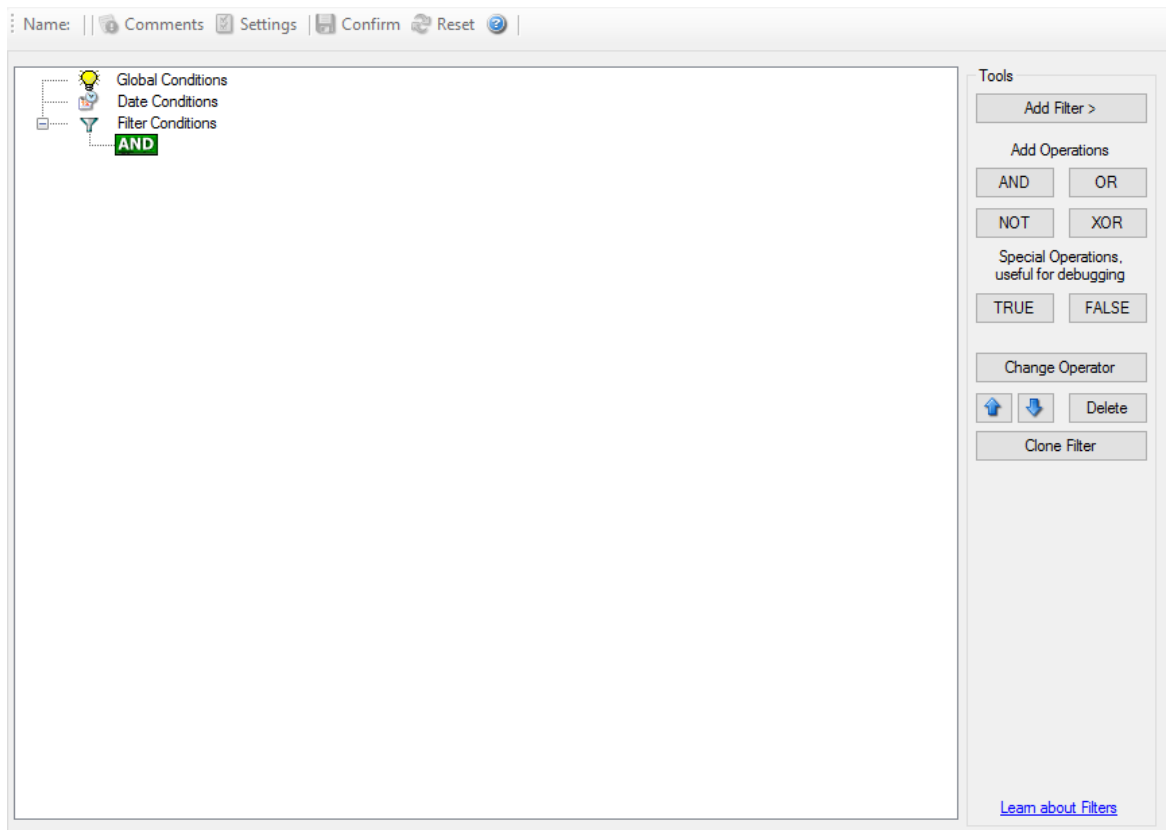 Name: Comments Settings Confirm Reset
Global Conditions
Date Conditions
Filter Conditions
AND
Tools
Add Filter >
Add Operations
AND OR
NOT XOR
Special Operations,
useful for debugging
TRUE FALSE
Change Operator
Delete
Clone Filter
Learn about Filters